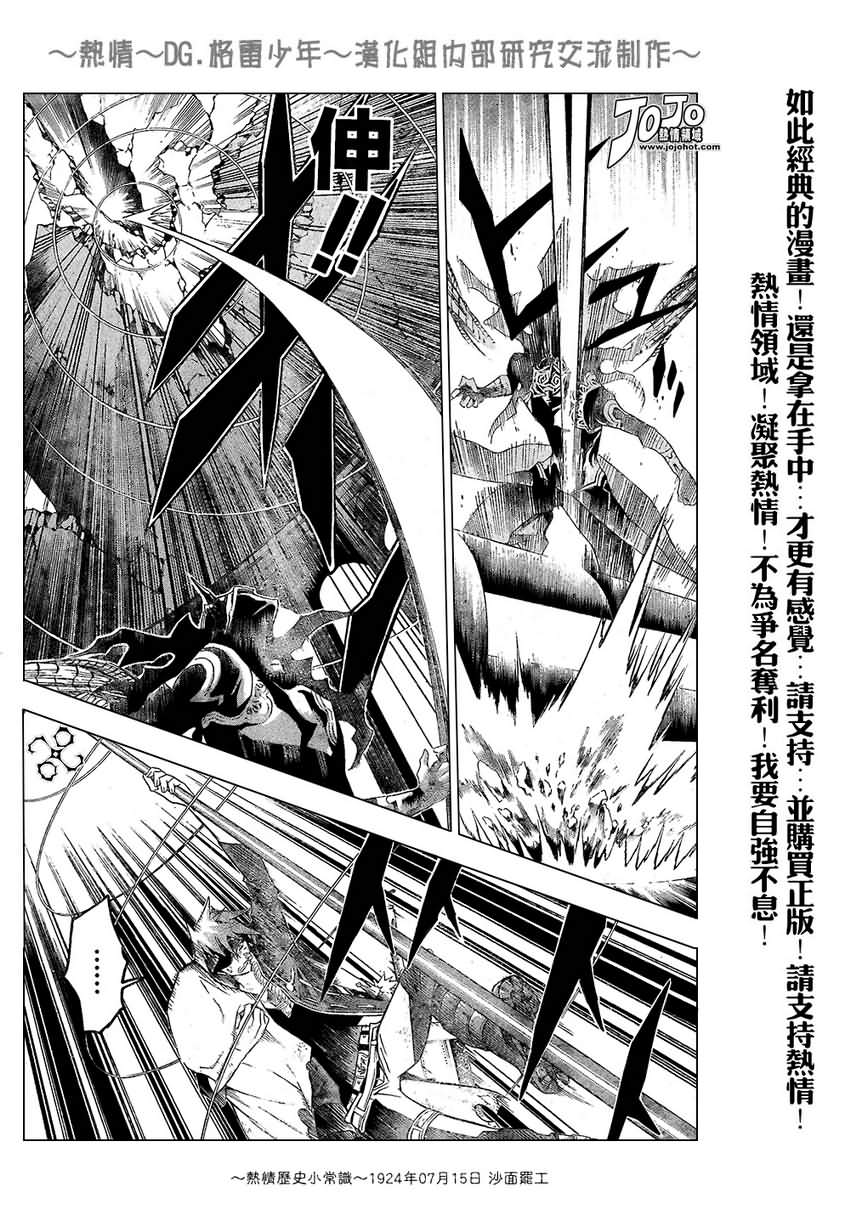 ～熱情～DG.格雷少年～漢化組內部研究交流制作～
如此經典的漫畫！還是拿在手中…才更有感覺…請支持…並購買正版！請支持熱情！
熱情領域！凝聚熱情！不為爭名奪利！我要自強不息！
JOJO
熱情領域
www.jojohot.com
ビュ
伸!!
……
～熱情歷史小常識～1924年07月15日 沙面罷工